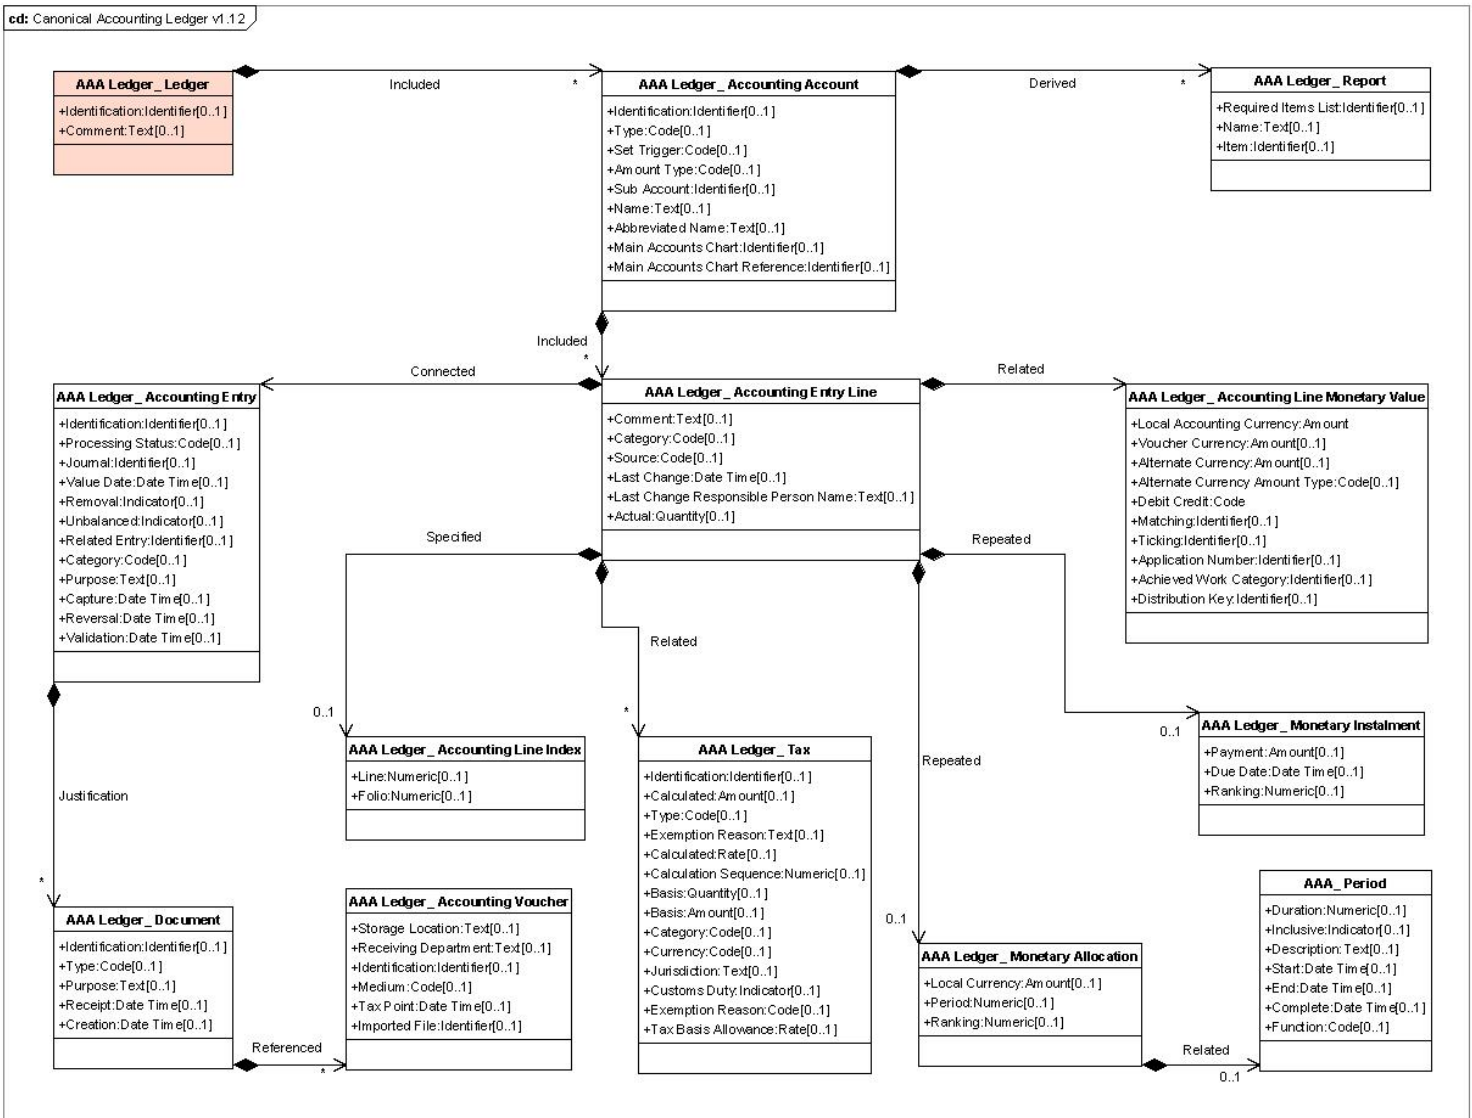 cd: Canonical Accounting Ledger v1.12
AAA Ledger_ Ledger
+Identification:Identifier[0..1]
+Comment:Text[0..1]
Included
*
AAA Ledger_ Accounting Account
+Identification:Identifier[0..1]
+Type:Code[0..1]
+Set Trigger:Code[0..1]
+Amount Type:Code[0..1]
+Sub Account:Identifier[0..1]
+Name:Text[0..1]
+Abbreviated Name:Text[0..1]
+Main Accounts Chart:Identifier[0..1]
+Main Accounts Chart Reference:Identifier[0..1]
Derived
*
AAA Ledger_ Report
+Required Items List:Identifier[0..1]
+Name:Text[0..1]
+Item:Identifier[0..1]
Included
*
Connected
AAA Ledger_ Accounting Entry
+Identification:Identifier[0..1]
+Processing Status:Code[0..1]
+Journal:Identifier[0..1]
+Value Date:Date Time[0..1]
+Removal:Indicator[0..1]
+Unbalanced:Indicator[0..1]
+Related Entry:Identifier[0..1]
+Category:Code[0..1]
+Purpose:Text[0..1]
+Capture:Date Time[0..1]
+Reversal:Date Time[0..1]
+Validation:Date Time[0..1]
AAA Ledger_ Accounting Entry Line
+Comment:Text[0..1]
+Category:Code[0..1]
+Source:Code[0..1]
+Last Change:Date Time[0..1]
+Last Change Responsible Person Name:Text[0..1]
+Actual:Quantity[0..1]
Related
AAA Ledger_ Accounting Line Monetary Value
+Local Accounting Currency:Amount
+Voucher Currency:Amount[0..1]
+Alternate Currency:Amount[0..1]
+Alternate Currency Amount Type:Code[0..1]
+Debit Credit:Code
+Matching:Identifier[0..1]
+Ticking:Identifier[0..1]
+Application Number:Identifier[0..1]
+Achieved Work Category:Identifier[0..1]
+Distribution Key:Identifier[0..1]
Specified
0..1
Related
*
Repeated
0..1
Repeated
0..1
Justification
*
AAA Ledger_ Accounting Line Index
+Line:Numeric[0..1]
+Folio:Numeric[0..1]
AAA Ledger_ Tax
+Identification:Identifier[0..1]
+Calculated:Amount[0..1]
+Type:Code[0..1]
+Exemption Reason:Text[0..1]
+Calculated:Rate[0..1]
+Calculation Sequence:Numeric[0..1]
+Basis:Quantity[0..1]
+Basis:Amount[0..1]
+Category:Code[0..1]
+Currency:Code[0..1]
+Jurisdiction:Text[0..1]
+Customs Duty:Indicator[0..1]
+Exemption Reason:Code[0..1]
+Tax Basis Allowance:Rate[0..1]
AAA Ledger_ Monetary Instalment
+Payment:Amount[0..1]
+Due Date:Date Time[0..1]
+Ranking:Numeric[0..1]
AAA Ledger_ Document
+Identification:Identifier[0..1]
+Type:Code[0..1]
+Purpose:Text[0..1]
+Receipt:Date Time[0..1]
+Creation:Date Time[0..1]
Referenced
*
AAA Ledger_ Accounting Voucher
+Storage Location:Text[0..1]
+Receiving Department:Text[0..1]
+Identification:Identifier[0..1]
+Medium:Code[0..1]
+Tax Point:Date Time[0..1]
+Imported File:Identifier[0..1]
AAA Ledger_ Monetary Allocation
+Local Currency:Amount[0..1]
+Period:Numeric[0..1]
+Ranking:Numeric[0..1]
Related
0..1
AAA_ Period
+Duration:Numeric[0..1]
+Inclusive:Indicator[0..1]
+Description:Text[0..1]
+Start:Date Time[0..1]
+End:Date Time[0..1]
+Complete:Date Time[0..1]
+Function:Code[0..1]